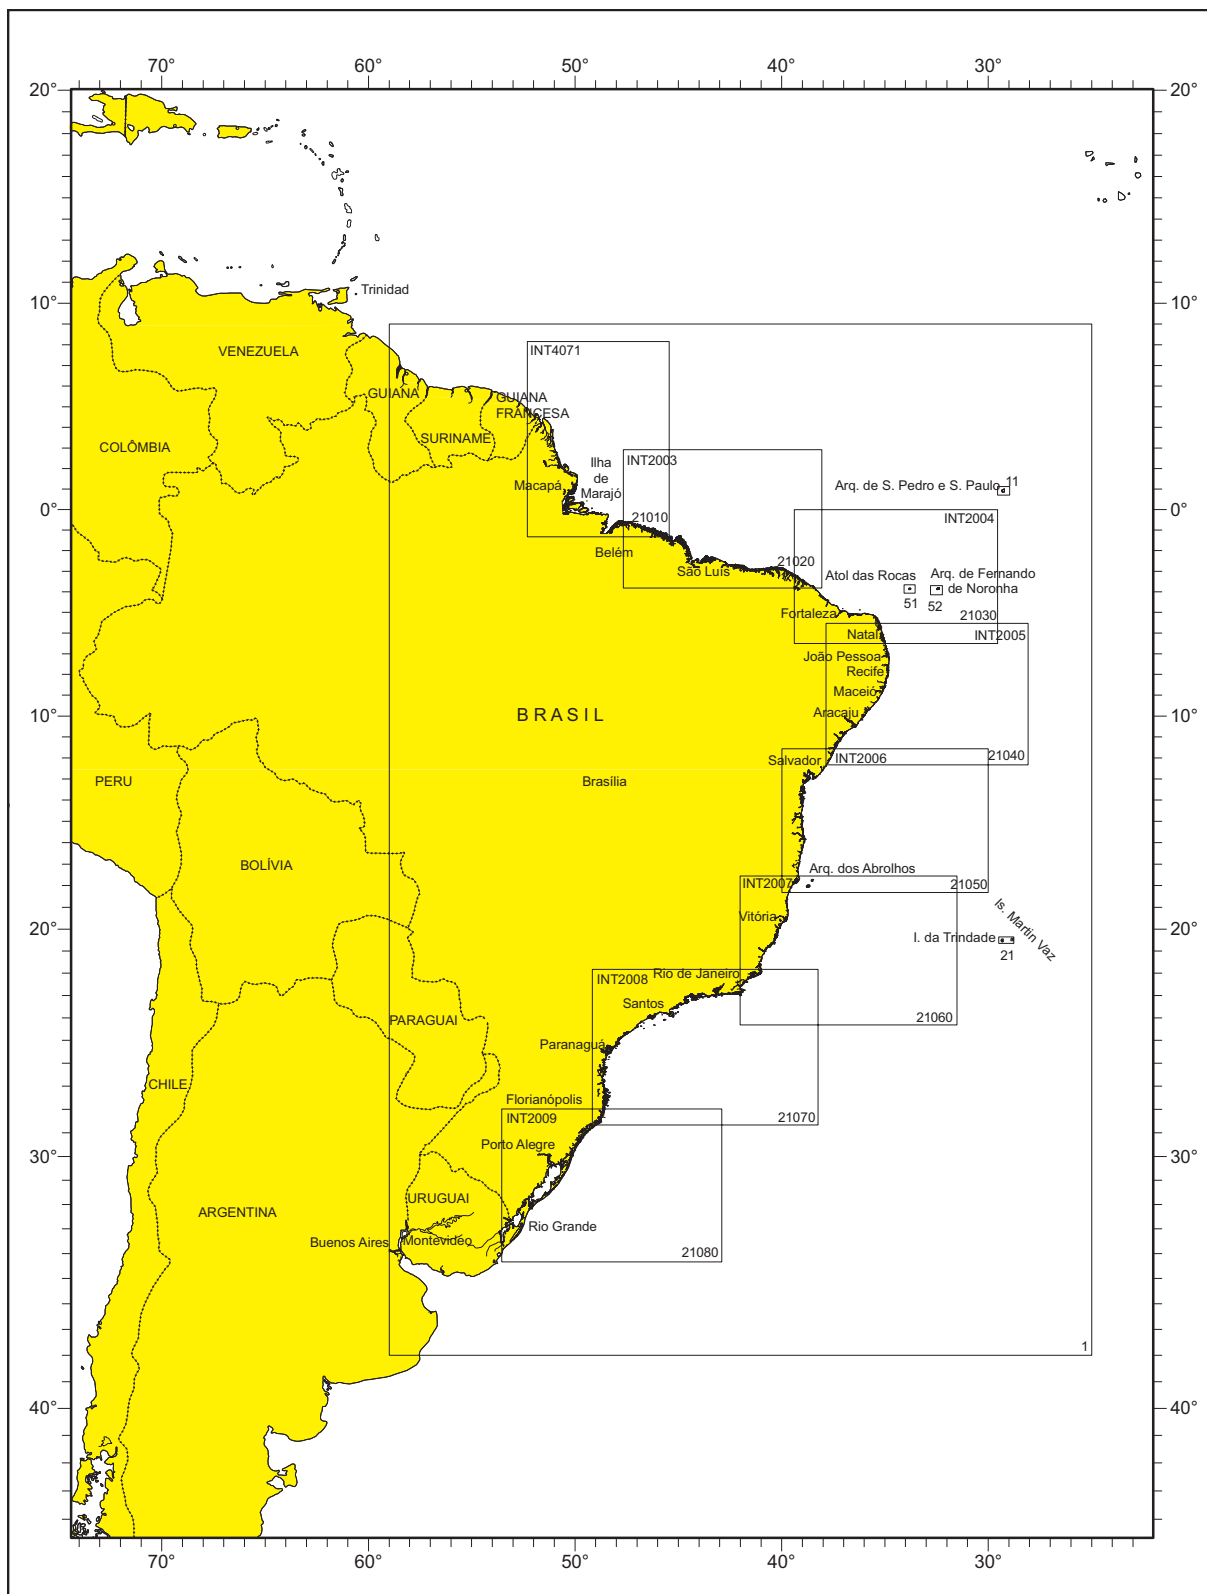 70°
60°
50°
40°
30°
20°
20°
Trinidad
10°
10°
INT4071
VENEZUELA
GUIANA
GUIANA
FRANCESA
SURINAME
COLÔMBIA
INT2003
Ilha
de
Marajó
Macapá
Arq. de S. Pedro e S. Paulo
11
0°
0°
21010
INT2004
Belém
São Luís
21020
Atol das Rocas
51
Arq. de Fernando
de Noronha
52
Fortaleza
21030
Natal
INT2005
João Pessoa
Recife
Maceió
Aracaju
10°
BRASIL
10°
Salvador
INT2006
21040
PERU
Brasília
BOLÍVIA
Arq. dos Abrolhos
INT2007
21050
Vitória
Is. Martin Vaz
20°
I. da Trindade
21
20°
Rio de Janeiro
INT2008
Santos
PARAGUAI
21060
Paranaguá
CHILE
Florianópolis
INT2009
21070
Porto Alegre
30°
30°
URUGUAI
ARGENTINA
Rio Grande
Buenos Aires
Montevidéo
21080
1
40°
40°
70°
60°
50°
40°
30°